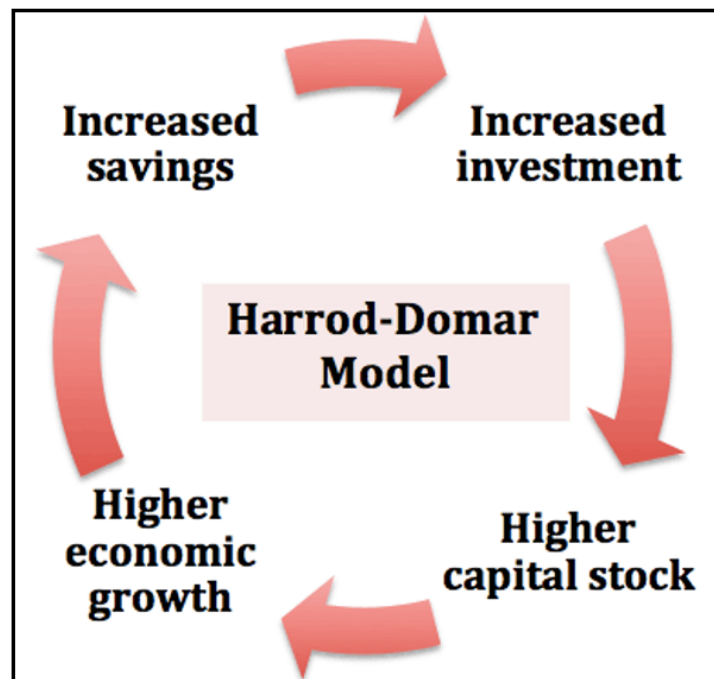 Increased
savings
Increased
investment
Harrod-Domar
Model
Higher
economic
growth
Higher
capital stock